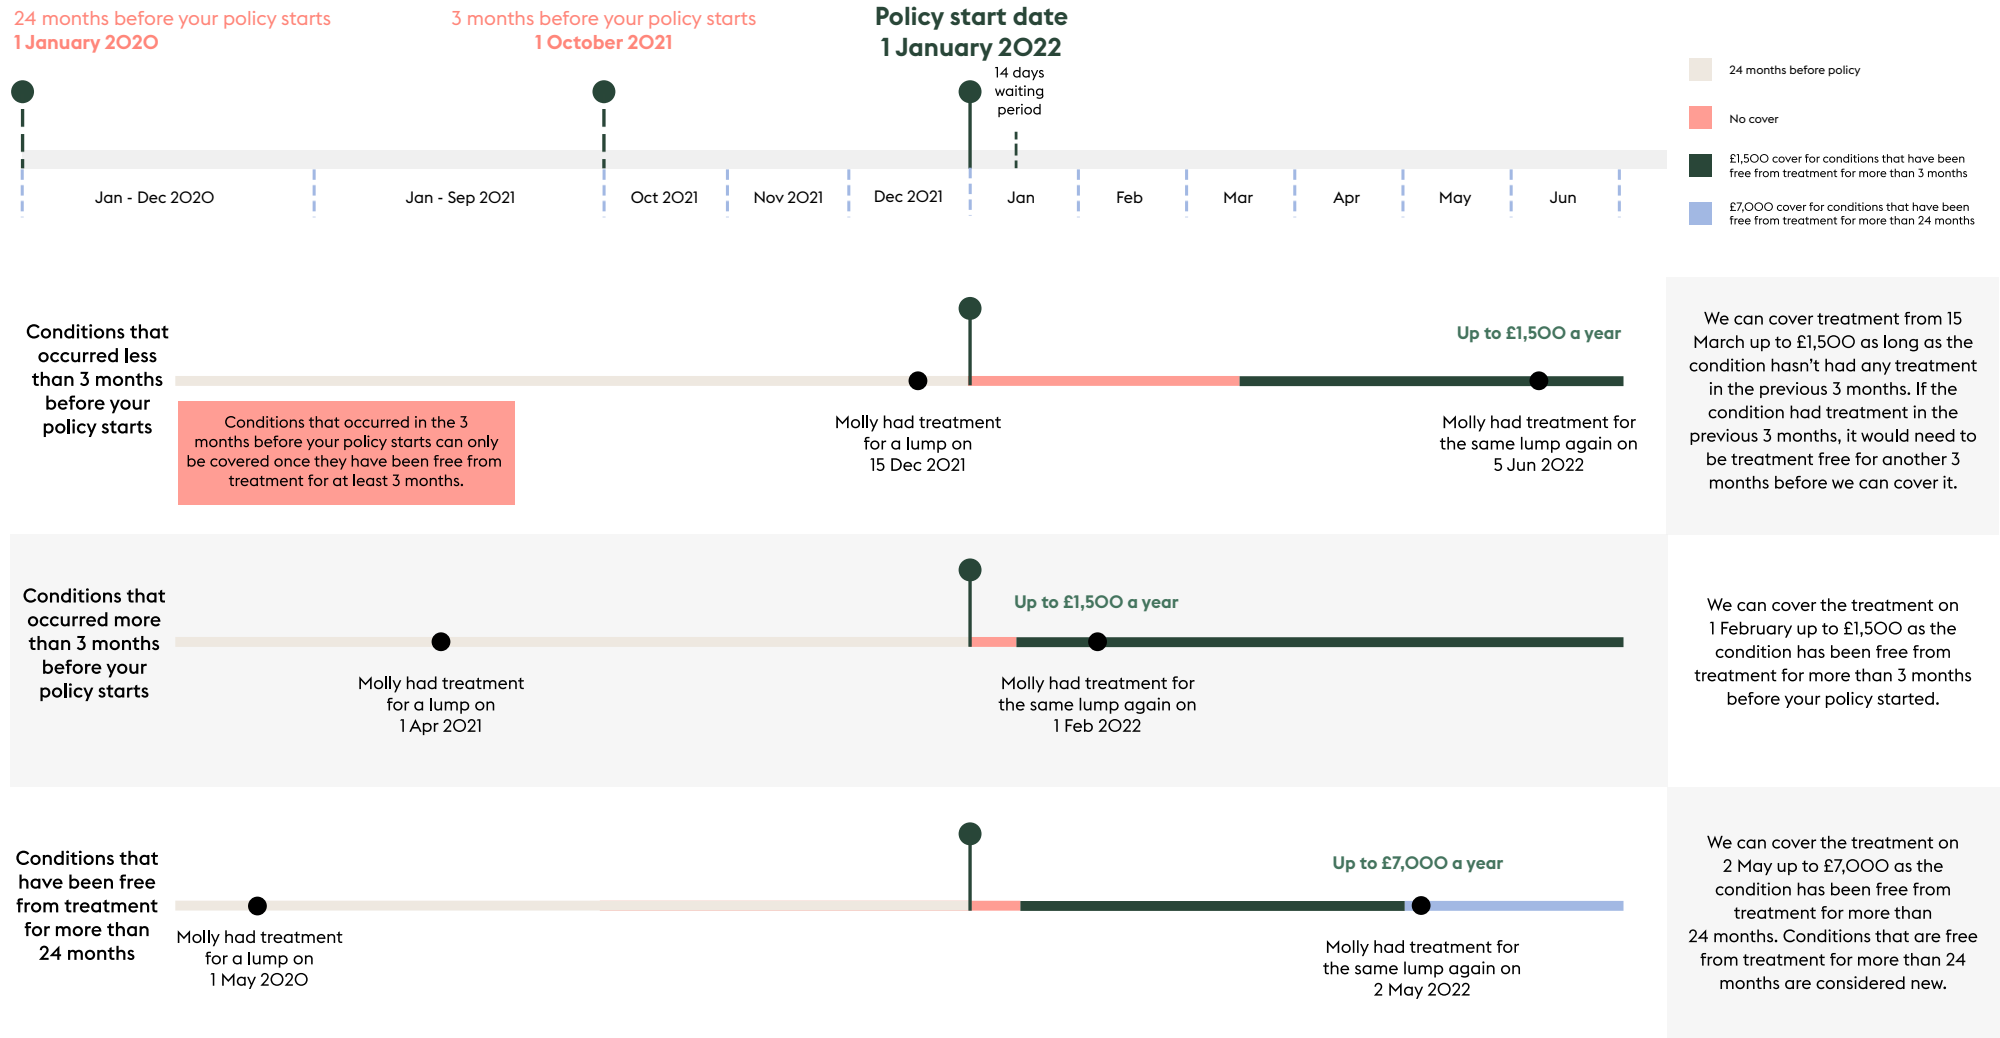 24 months before your policy starts
1 January 2020
3 months before your policy starts
1 October 2021
Policy start date
1 January 2022
14 days
waiting
period
24 months before policy
No cover
£1,500 cover for conditions that have been
free from treatment for more than 3 months
£7,000 cover for conditions that have been
free from treatment for more than 24 months
Jan - Dec 2020
Jan - Sep 2021
Oct 2021
Nov 2021
Dec 2021
Jan
Feb
Mar
Apr
May
Jun
Conditions that
occurred less
than 3 months
before your
policy starts
Conditions that occurred in the 3
months before your policy starts can only
be covered once they have been free from
treatment for at least 3 months.
Molly had treatment
for a lump on
15 Dec 2021
Up to £1,500 a year
Molly had treatment for
the same lump again on
5 Jun 2022
We can cover treatment from 15
March up to £1,500 as long as the
condition hasn't had any treatment
in the previous 3 months. If the
condition had treatment in the
previous 3 months, it would need to
be treatment free for another 3
months before we can cover it.
Conditions that
occurred more
than 3 months
before your
policy starts
Molly had treatment
for a lump on
1 Apr 2021
Up to £1,500 a year
Molly had treatment for
the same lump again on
1 Feb 2022
We can cover the treatment on
1 February up to £1,500 as the
condition has been free from
treatment for more than 3 months
before your policy started.
Conditions that
have been free
from treatment
for more than
24 months
Molly had treatment
for a lump on
1 May 2020
Up to £7,000 a year
Molly had treatment for
the same lump again on
2 May 2022
We can cover the treatment on
2 May up to £7,000 as the
condition has been free from
treatment for more than
24 months. Conditions that are free
from treatment for more than 24
months are considered new.